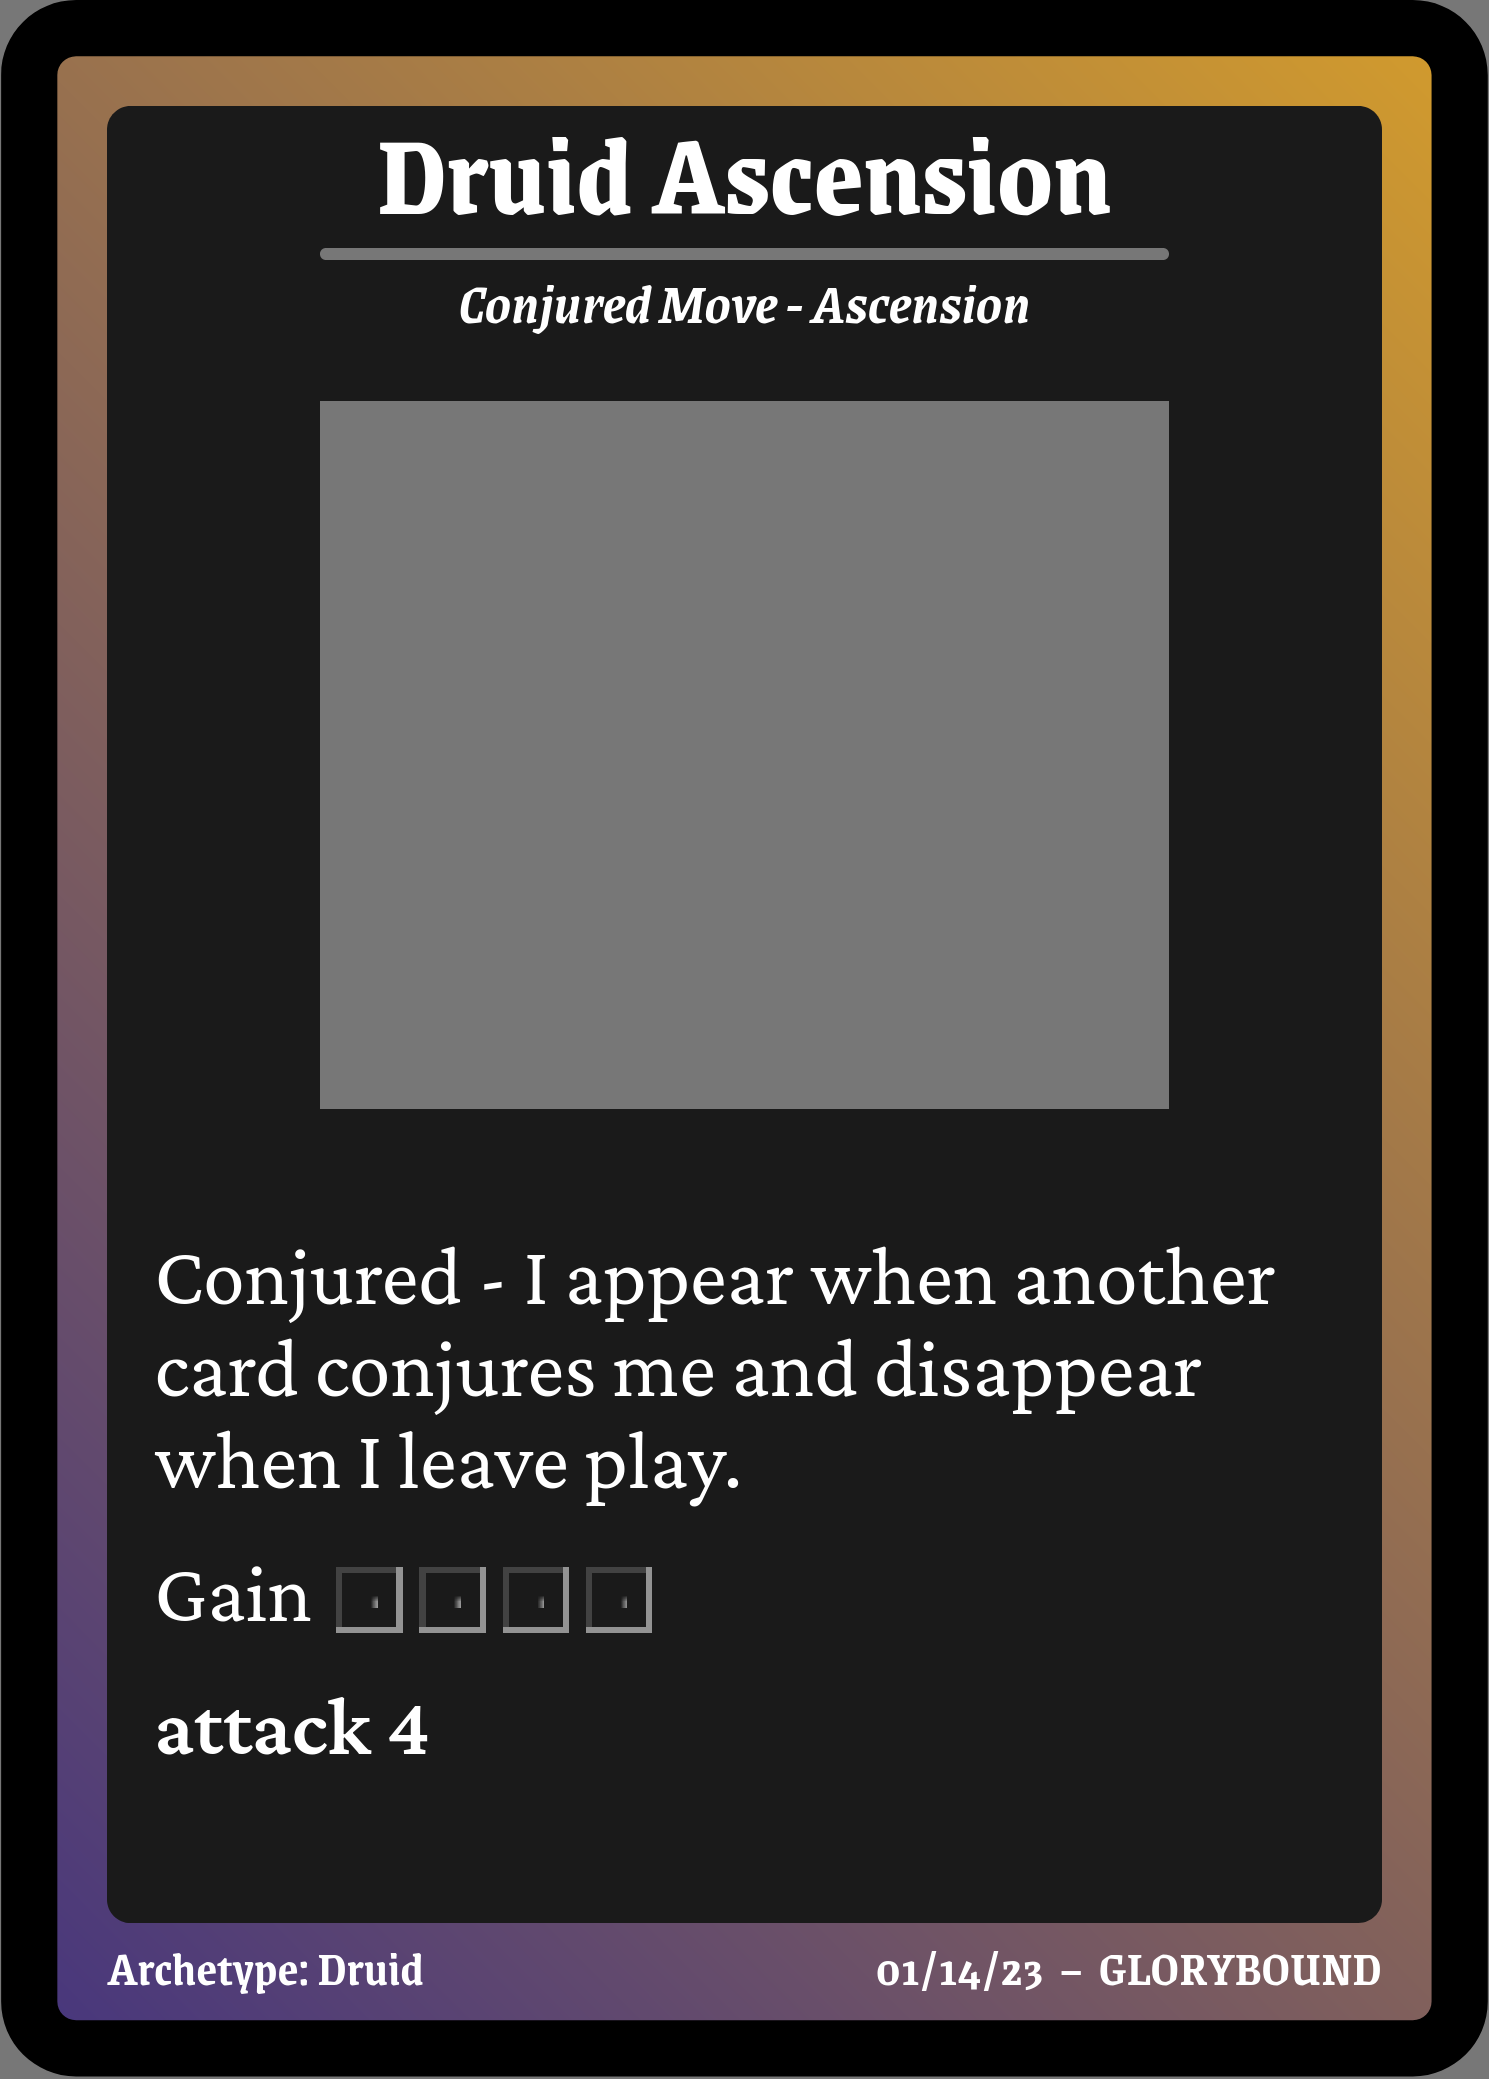 Druid Ascension
Conjured Move - Ascension
Conjured - I appear when another
card conjures me and disappear
when I leave play.
Gain
attack 4
Archetype: Druid
01/14/23 – GLORYBOUND